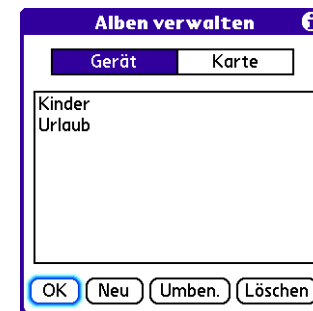 Alben verwalten i
Gerät Karte
Kinder
Urlaub
OK Neu Umben. Löschen